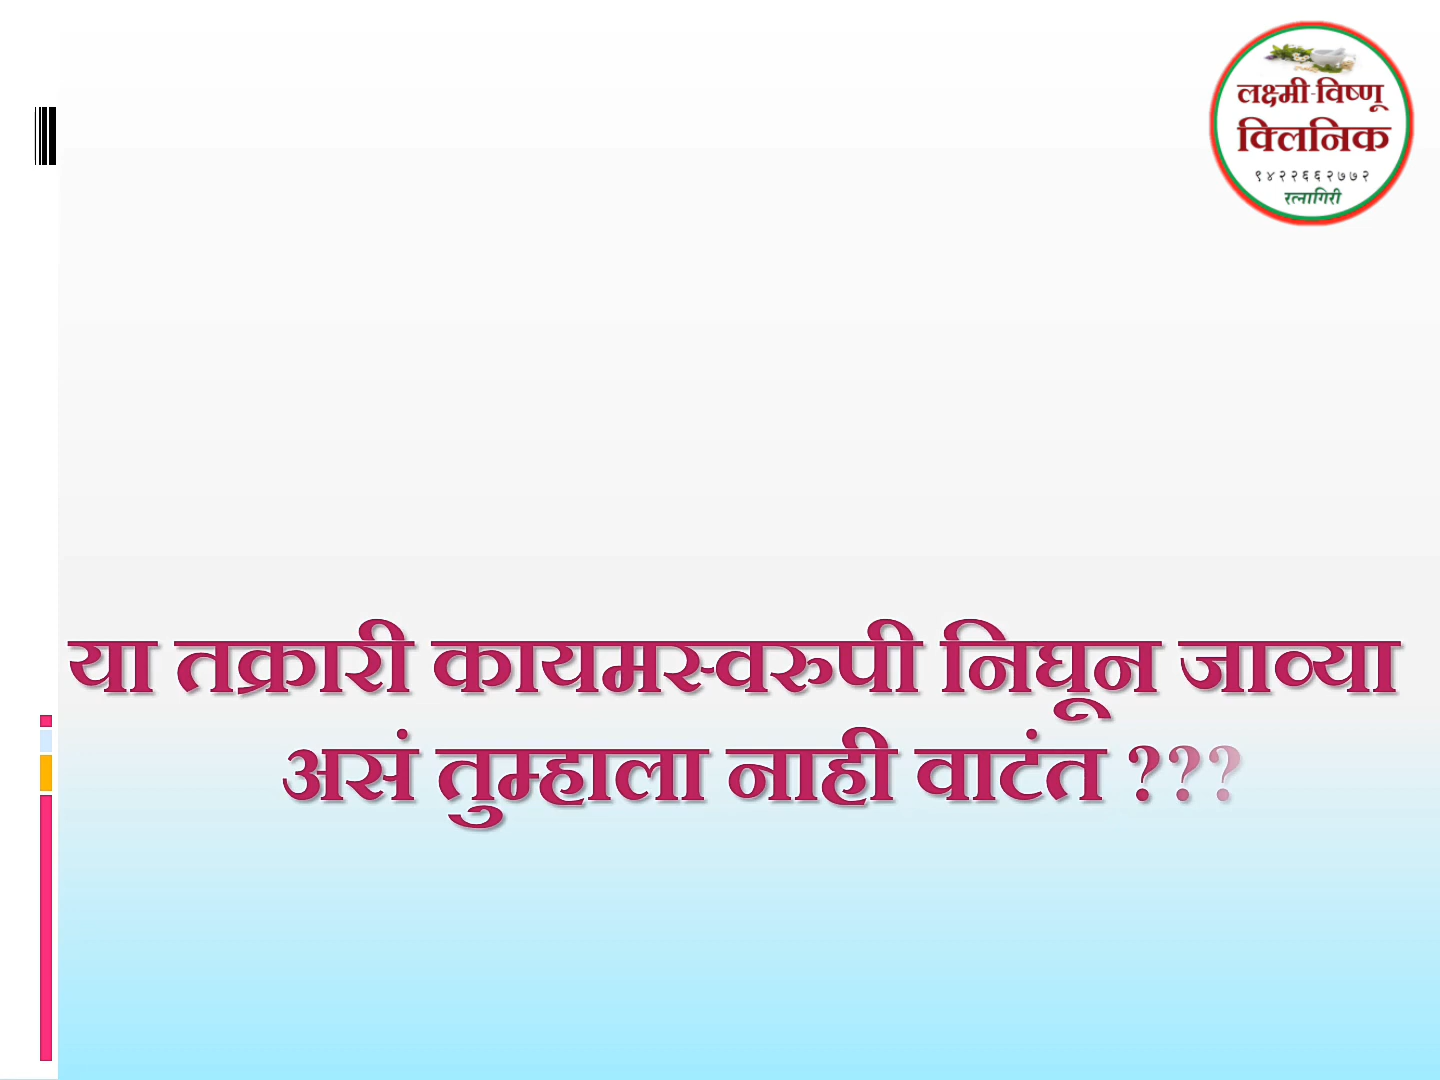 लक्ष्मी-विष्णू
क्लिनिक
९४२२६६२७७२
रत्नागिरी
या तक्रारी कायमस्वरुपी निघून जाव्या
असं तुम्हाला नाही वाटंत ???